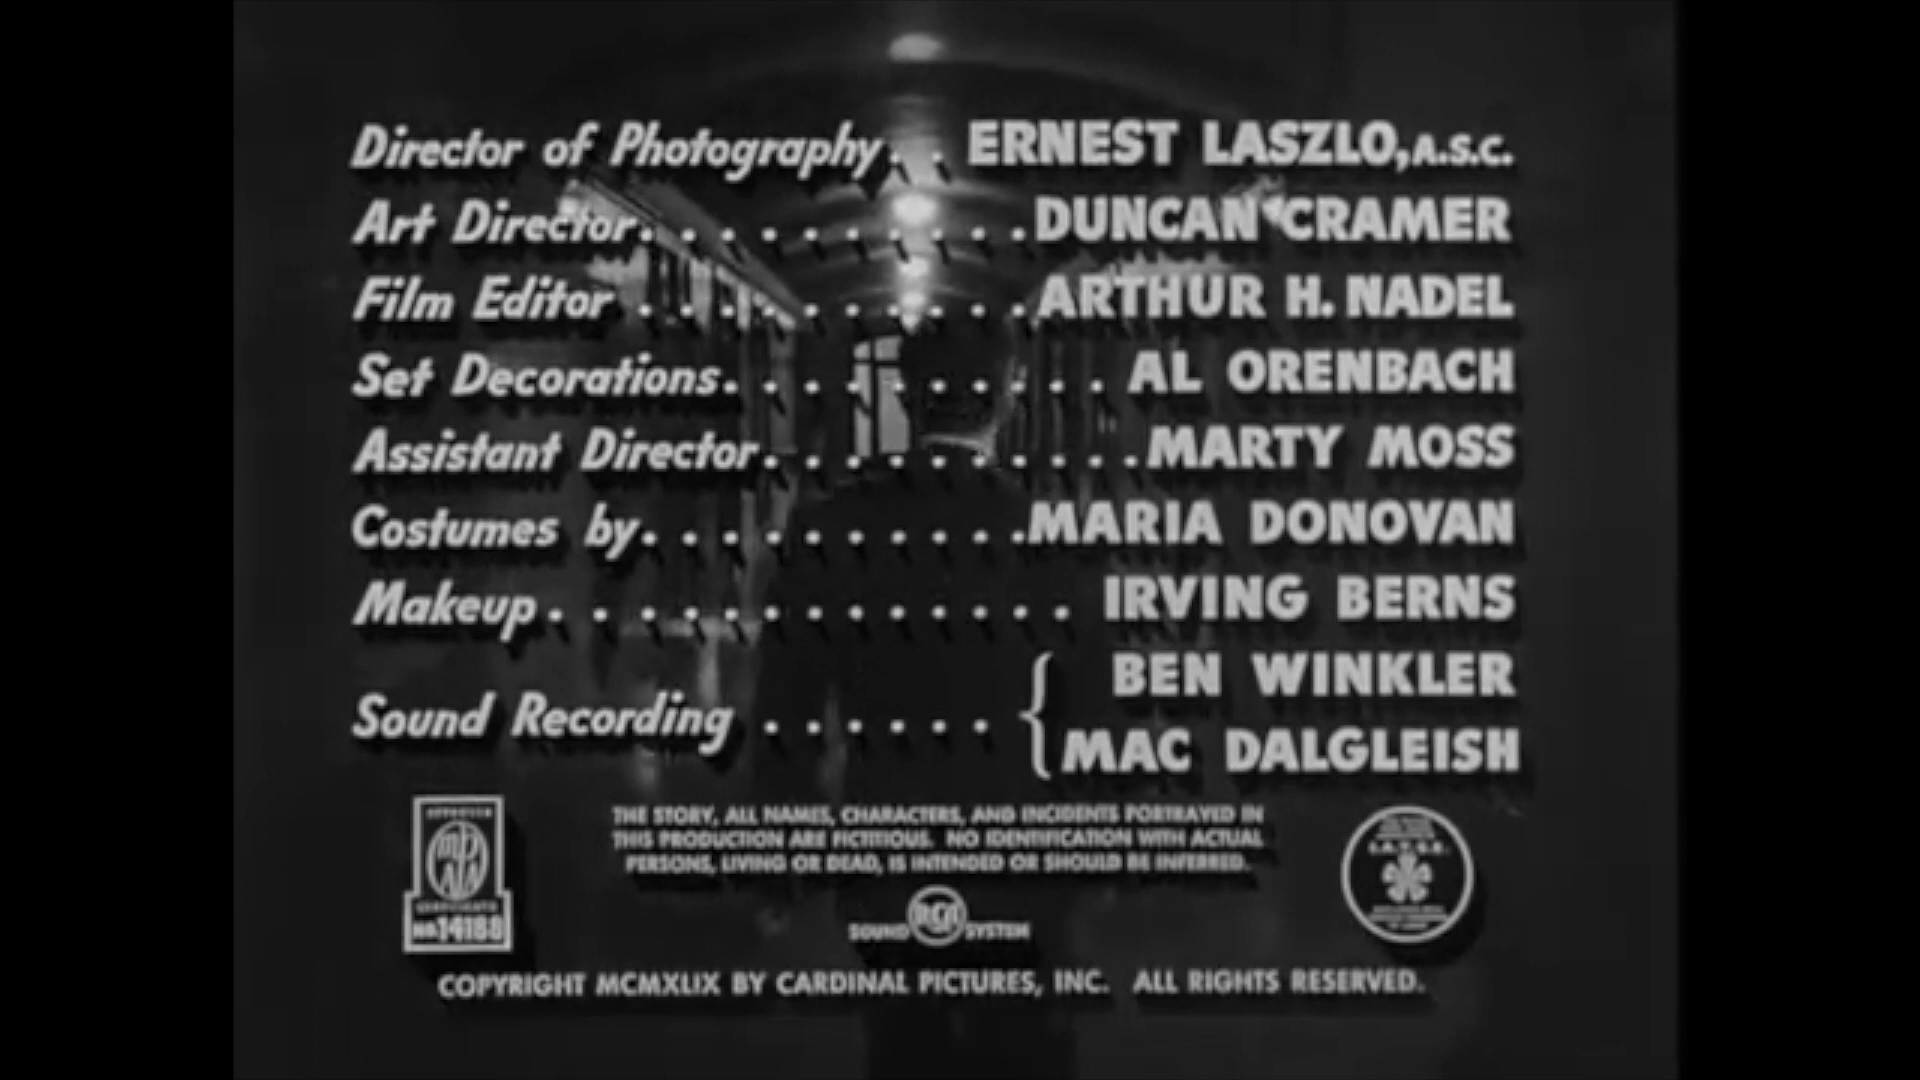 Director of Photography. . ERNEST LASZLO, A.S.C.
Art Director. . . . . . . . . . DUNCAN CRAMER
Film Editor . . . . . . . . . . ARTHUR H. NADEL
Set Decorations. . . . . . . . . . AL ORENBACH
Assistant Director. . . . . . . . . . MARTY MOSS
Costumes by. . . . . . . . . . MARIA DONOVAN
Makeup. . . . . . . . . . . . . IRVING BERNS
Sound Recording . . . . . . { BEN WINKLER
MAC DALGLEISH
APPROVED
MPAA
CERTIFICATE
NO. 14188
THE STORY, ALL NAMES, CHARACTERS, AND INCIDENTS PORTRAYED IN
THIS PRODUCTION ARE FICTITIOUS. NO IDENTIFICATION WITH ACTUAL
PERSONS, LIVING OR DEAD, IS INTENDED OR SHOULD BE INFERRED.
SOUND RCA SYSTEM
I.A.T.S.E.
COPYRIGHT MCMXLIX BY CARDINAL PICTURES, INC. ALL RIGHTS RESERVED.